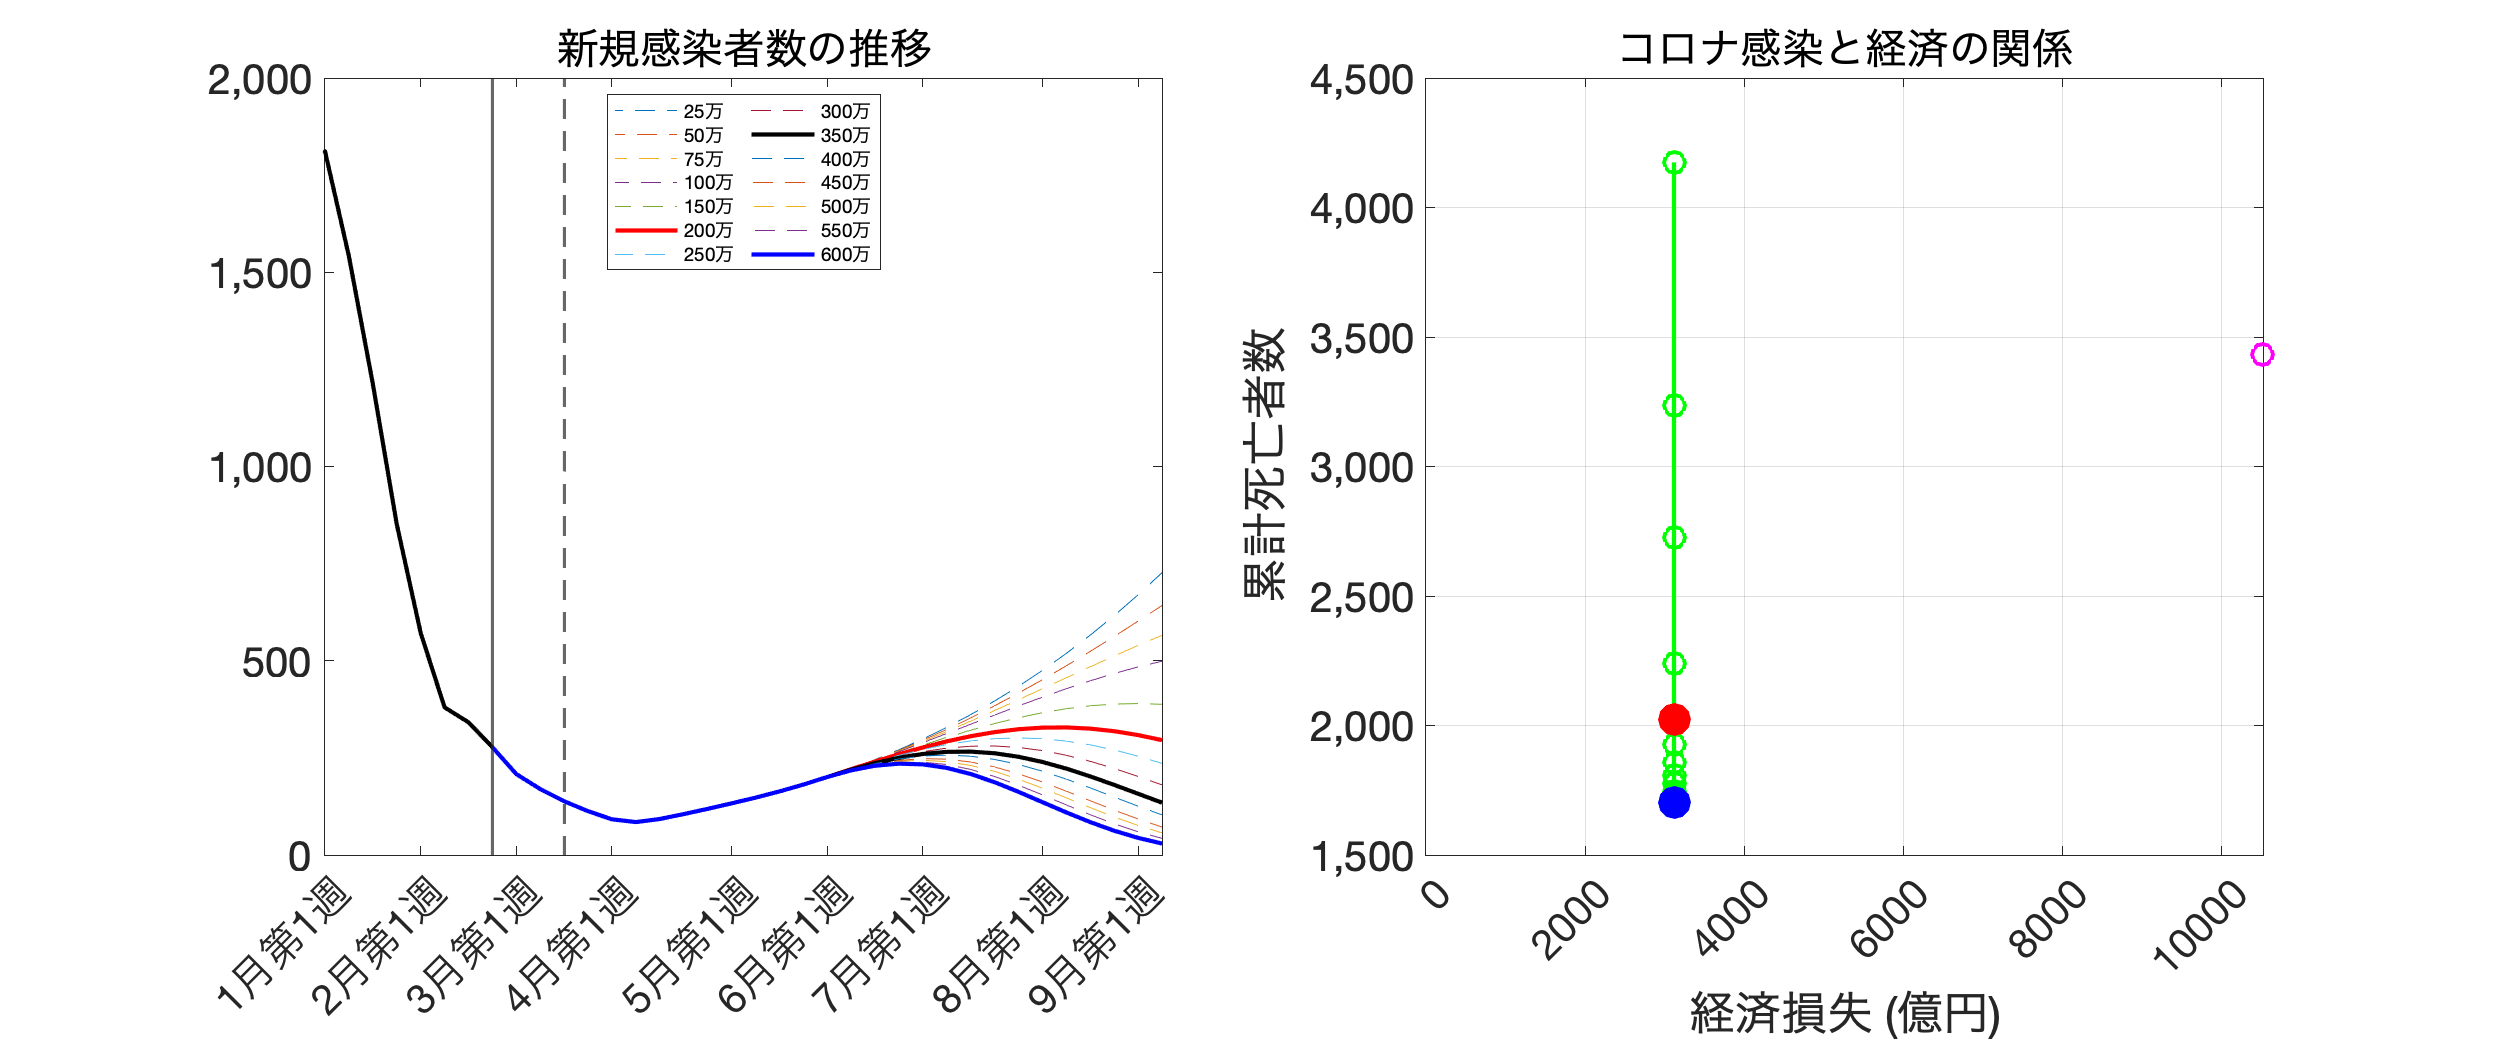 新規感染者数の推移
2,000
1,500
1,000
500
0
25万
50万
75万
100万
150万
200万
250万
300万
350万
400万
450万
500万
550万
600万
1月第1週
2月第1週
3月第1週
4月第1週
5月第1週
6月第1週
7月第1週
8月第1週
9月第1週
コロナ感染と経済の関係
累計死亡者数
4,500
4,000
3,500
3,000
2,500
2,000
1,500
0
2000
4000
6000
8000
10000
経済損失 (億円)